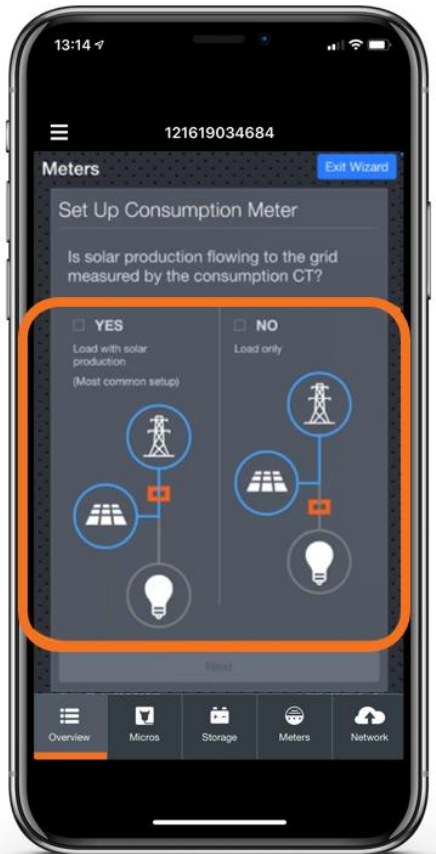 13:14
121619034684
Meters
Exit Wizard
Set Up Consumption Meter
Is solar production flowing to the grid
measured by the consumption CT?
YES
Load with solar
production
(Most common setup)
NO
Load only
Next
Overview
Micros
Storage
Meters
Network